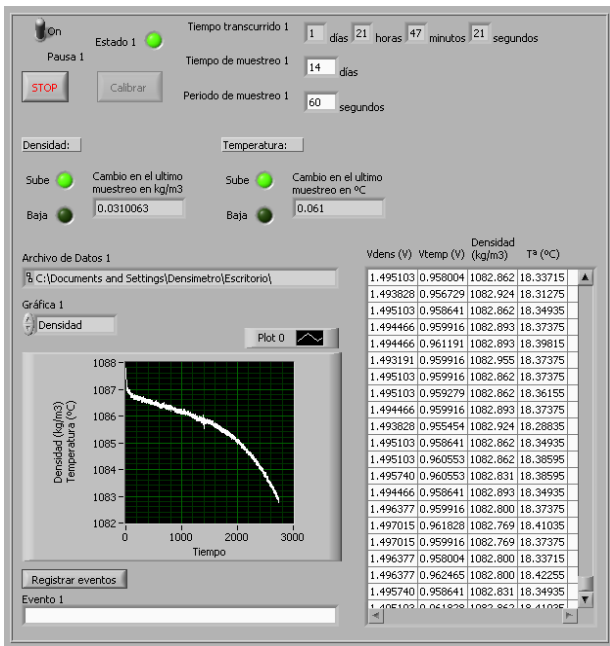 On
Pausa 1
Estado 1
STOP
Calibrar
Tiempo transcurrido 1
1 días 21 horas 47 minutos 21 segundos
Tiempo de muestreo 1
14 días
Periodo de muestreo 1
60 segundos
Densidad:
Sube
Baja
Cambio en el ultimo
muestreo en kg/m3
0.0310063
Temperatura:
Sube
Baja
Cambio en el ultimo
muestreo en ºC
0.061
Archivo de Datos 1
C:\Documents and Settings\Densimetro\Escritorio\
Gráfica 1
Densidad
Plot 0
Densidad (kg/m3)
Temperatura (ºC)
1088
1087
1086
1085
1084
1083
1082
0 1000 2000 3000
Tiempo
Registrar eventos
Evento 1
Vdens (V) Vtemp (V) Densidad (kg/m3) Tª (ºC)
1.495103 0.958004 1082.862 18.33715
1.493828 0.956729 1082.924 18.31275
1.495103 0.958641 1082.862 18.34935
1.494466 0.959916 1082.893 18.37375
1.494466 0.961191 1082.893 18.39815
1.493191 0.959916 1082.955 18.37375
1.495103 0.959916 1082.862 18.37375
1.495103 0.959279 1082.862 18.36155
1.494466 0.959916 1082.893 18.37375
1.493828 0.955454 1082.924 18.28835
1.495103 0.958641 1082.862 18.34935
1.495103 0.960553 1082.862 18.38595
1.495740 0.960553 1082.831 18.38595
1.494466 0.958641 1082.893 18.34935
1.496377 0.959916 1082.800 18.37375
1.497015 0.961828 1082.769 18.41035
1.497015 0.959916 1082.769 18.37375
1.496377 0.958004 1082.800 18.33715
1.496377 0.962465 1082.800 18.42255
1.495740 0.958641 1082.831 18.34935
1.495103 0.961828 1082.862 18.41035